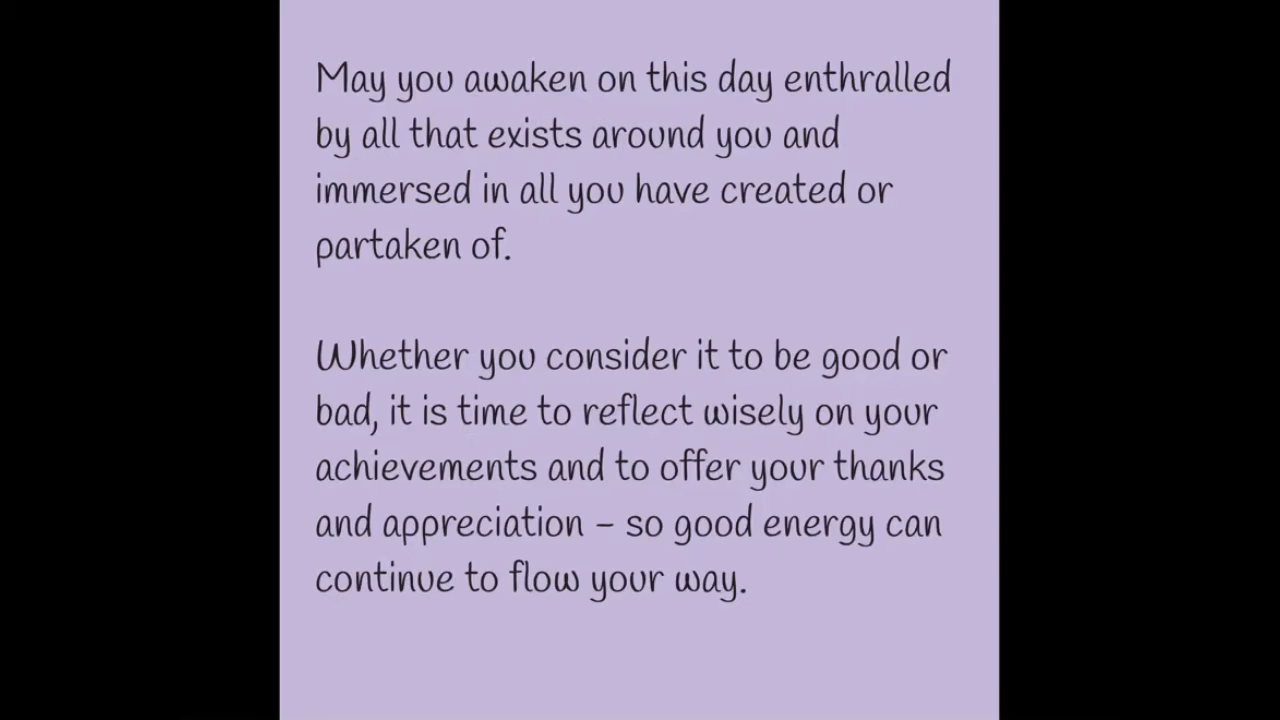 May you awaken on this day enthralled
by all that exists around you and
immersed in all you have created or
partaken of.
Whether you consider it to be good or
bad, it is time to reflect wisely on your
achievements and to offer your thanks
and appreciation – so good energy can
continue to flow your way.